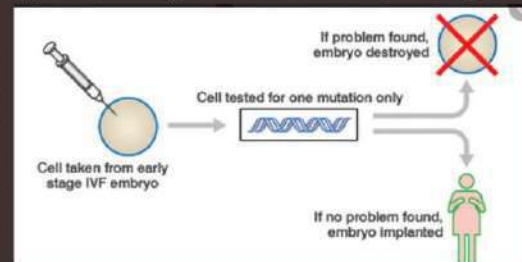 If problem found,
embryo destroyed
Cell tested for one mutation only
Cell taken from early
stage IVF embryo
If no problem found,
embryo implanted